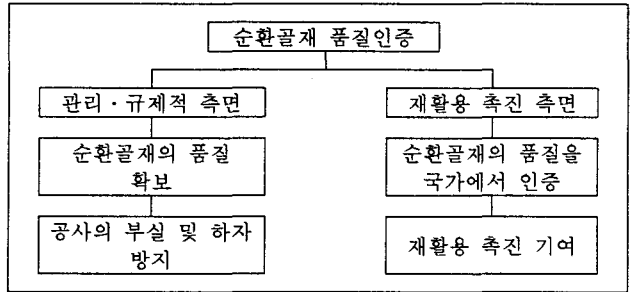 순환골재 품질인증
관리·규제적 측면
재활용 촉진 측면
순환골재의 품질
확보
순환골재의 품질을
국가에서 인증
공사의 부실 및 하자
방지
재활용 촉진 기여